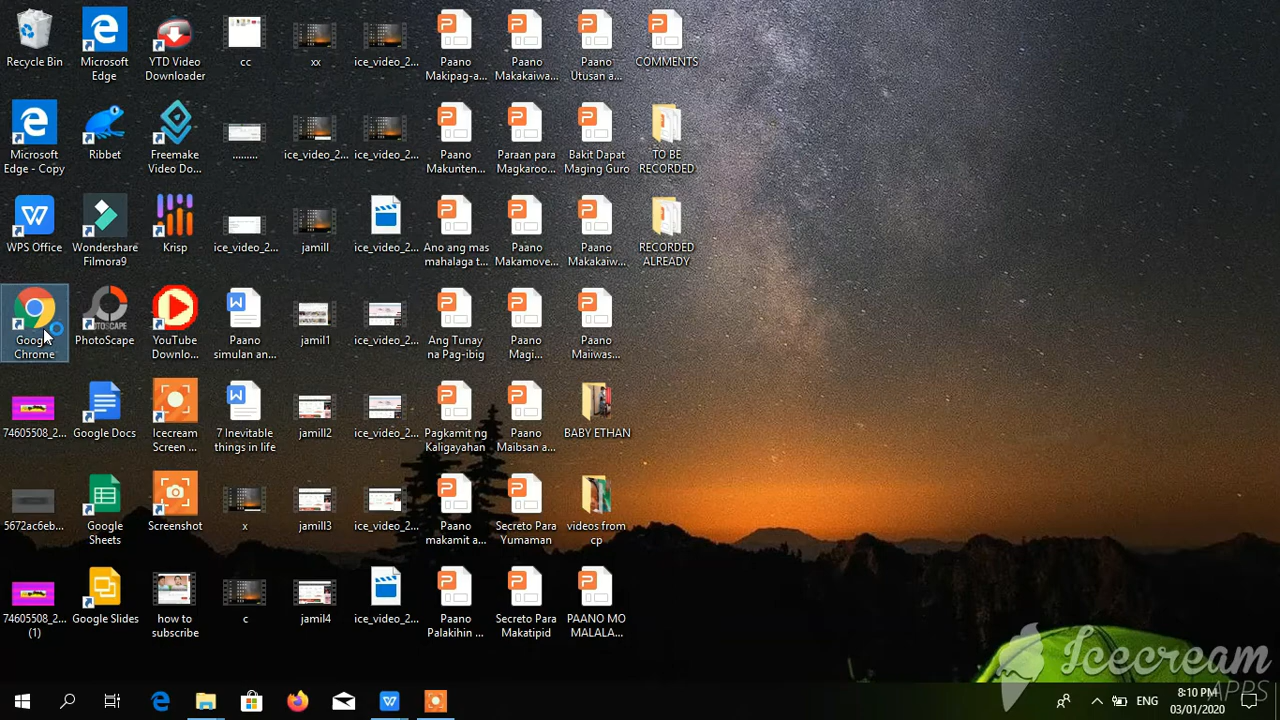 Recycle Bin
Microsoft
Edge
YTD Video
Downloader
cc
xx
ice_video_2...
Paano
Makipag-a...
Paano
Makakaiwa...
Paano
Utusan a...
COMMENTS
Microsoft
Edge - Copy
Ribbet
Freemake
Video Do...
.........
ice_video_2...
ice_video_2...
Paano
Makunten...
Paraan para
Magkaroo...
Bakit Dapat
Maging Guro
TO BE
RECORDED
WPS Office
Wondershare
Filmora9
Krisp
ice_video_2...
jamill
ice_video_2...
Ano ang mas
mahalaga t...
Paano
Makamove...
Paano
Makakaiw...
RECORDED
ALREADY
Google
Chrome
PHOTOSCAPE
PhotoScape
YouTube
Downlo...
Paano
simulan an...
jamil1
ice_video_2...
Ang Tunay
na Pag-ibig
Paano
Magi...
Paano
Maiiwas...
74605508_2...
Google Docs
Icecream
Screen ...
7 Inevitable
things in life
jamill2
ice_video_2...
Pagkamit ng
Kaligayahan
Paano
Maibsan a...
BABY ETHAN
5672ac6eb...
Google
Sheets
Screenshot
x
jamill3
ice_video_2...
Paano
makamit a...
Secreto Para
Yumaman
videos from
cp
74605508_2...
(1)
Google Slides
how to
subscribe
c
jamil4
ice_video_2...
Paano
Palakihin ...
Secreto Para
Makatipid
PAANO MO
MALALA...
Icecream
APPS
ENG
8:10 PM
03/01/2020